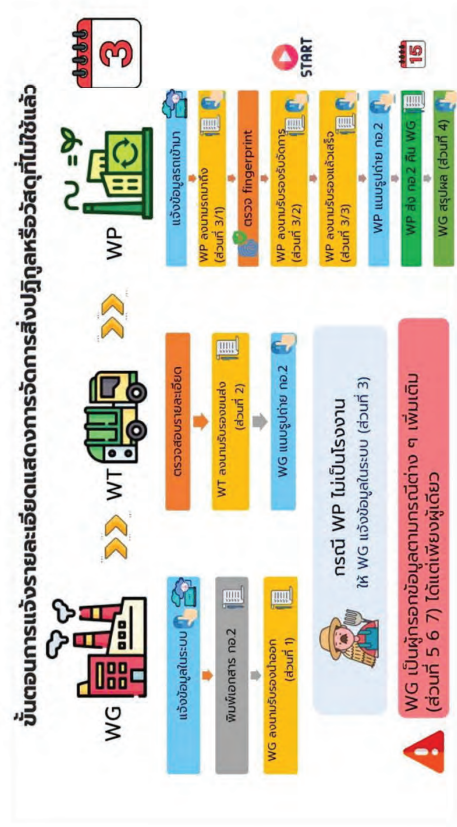 ขั้นตอนการแจ้งรายละเอียดแสดงการจัดการสิ่งปฏิกูลหรือวัสดุที่ไม่ใช้แล้ว
WG
WT
WP
3
แจ้งข้อมูลในระบบ
พิมพ์เอกสาร กอ.2
WG ลงนามรับรองนำออก
(ส่วนที่ 1)
ตรวจสอบรายละเอียด
WT ลงนามรับรองขนส่ง
(ส่วนที่ 2)
WG แนบรูปถ่าย กอ.2
แจ้งข้อมูลรถเข้ามา
WP ลงนามรถมาถึง
(ส่วนที่ 3/1)
ตรวจ fingerprint
WP ลงนามรับรองรับจัดการ
(ส่วนที่ 3/2)
WP ลงนามรับรองแล้วเสร็จ
(ส่วนที่ 3/3)
WP แนบรูปถ่าย กอ.2
WP ส่ง กอ.2 คืน WG
WG สรุปผล (ส่วนที่ 4)
START
15
กรณี WP ไม่เป็นโรงงาน
ให้ WG แจ้งข้อมูลในระบบ (ส่วนที่ 3)
WG เป็นผู้กรอกข้อมูลตามกรณีต่าง ๆ เพิ่มเติม
(ส่วนที่ 5 6 7) ได้แต่เพียงผู้เดียว